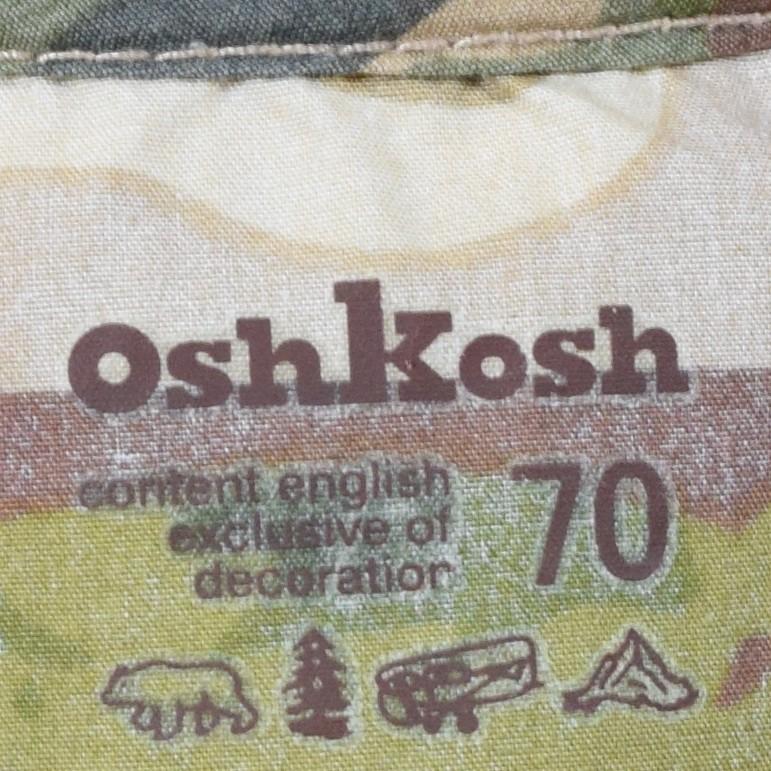 OshKosh
content english
exclusive of
decoration
70